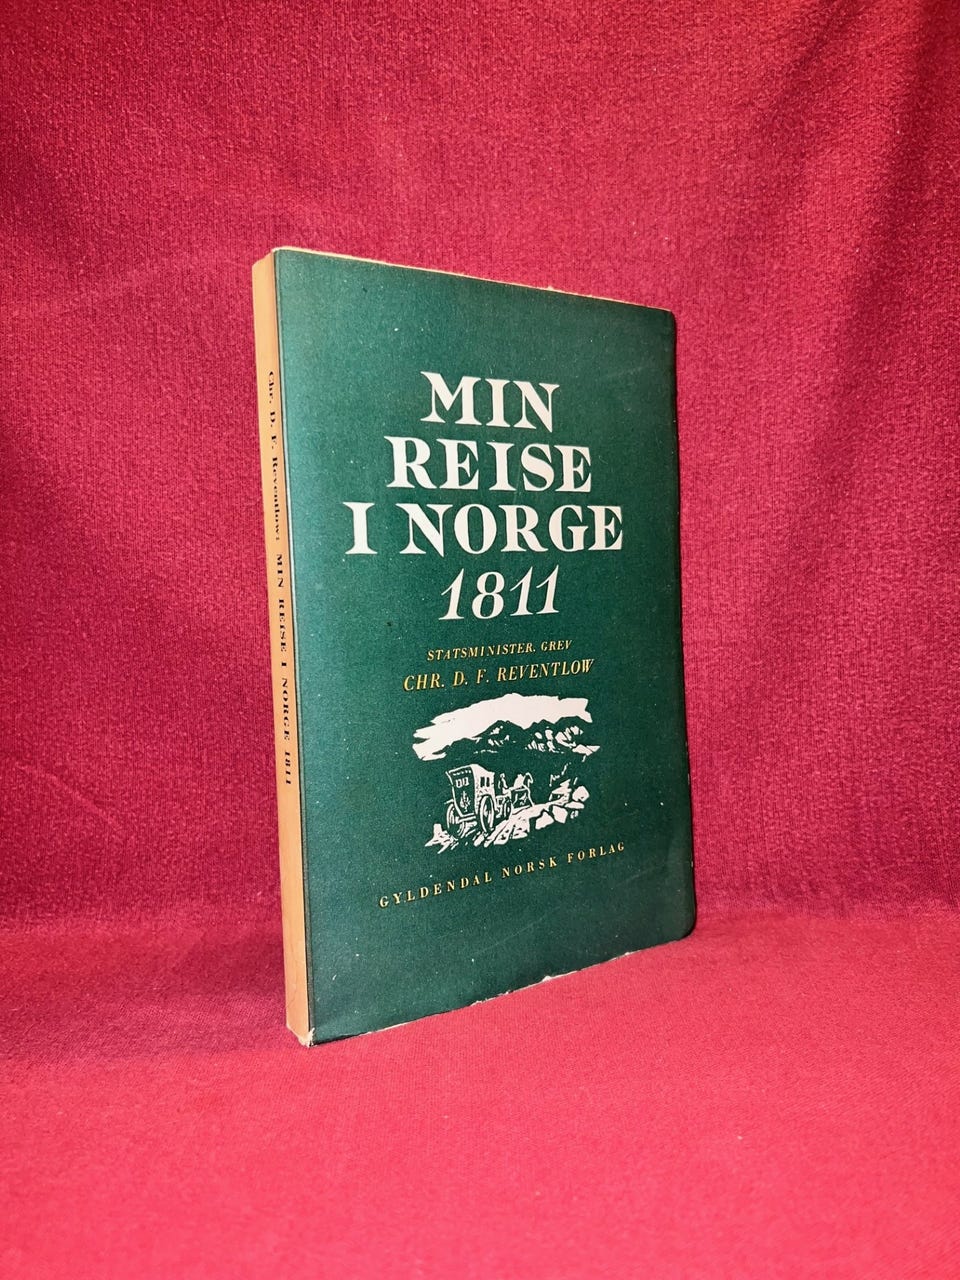 MIN
REISE
I NORGE
1811
STATSMINISTER, GREV
CHR. D. F. REVENTLOW
GYLDENDAL NORSK FORLAG
Chr. D. F. Reventlow: MIN REISE I NORGE 1811